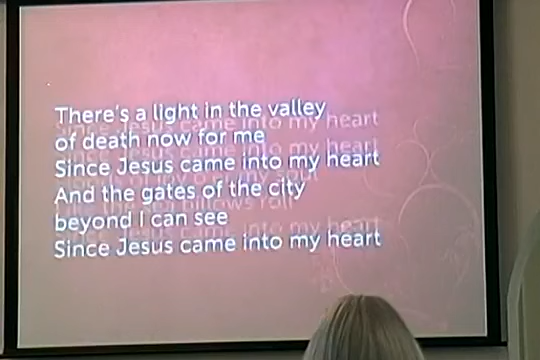 There's a light in the valley
of death now for me
Since Jesus came into my heart
And the gates of the city
beyond I can see
Since Jesus came into my heart